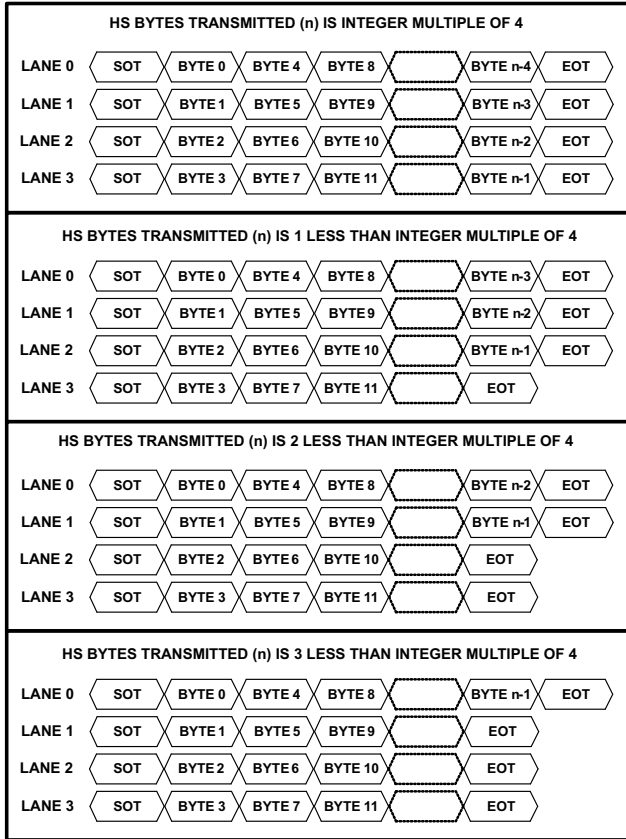 HS BYTES TRANSMITTED (n) IS INTEGER MULTIPLE OF 4
LANE 0 SOT BYTE 0 BYTE 4 BYTE 8 BYTE n-4 EOT
LANE 1 SOT BYTE 1 BYTE 5 BYTE 9 BYTE n-3 EOT
LANE 2 SOT BYTE 2 BYTE 6 BYTE 10 BYTE n-2 EOT
LANE 3 SOT BYTE 3 BYTE 7 BYTE 11 BYTE n-1 EOT
HS BYTES TRANSMITTED (n) IS 1 LESS THAN INTEGER MULTIPLE OF 4
LANE 0 SOT BYTE 0 BYTE 4 BYTE 8 BYTE n-3 EOT
LANE 1 SOT BYTE 1 BYTE 5 BYTE 9 BYTE n-2 EOT
LANE 2 SOT BYTE 2 BYTE 6 BYTE 10 BYTE n-1 EOT
LANE 3 SOT BYTE 3 BYTE 7 BYTE 11 EOT
HS BYTES TRANSMITTED (n) IS 2 LESS THAN INTEGER MULTIPLE OF 4
LANE 0 SOT BYTE 0 BYTE 4 BYTE 8 BYTE n-2 EOT
LANE 1 SOT BYTE 1 BYTE 5 BYTE 9 BYTE n-1 EOT
LANE 2 SOT BYTE 2 BYTE 6 BYTE 10 EOT
LANE 3 SOT BYTE 3 BYTE 7 BYTE 11 EOT
HS BYTES TRANSMITTED (n) IS 3 LESS THAN INTEGER MULTIPLE OF 4
LANE 0 SOT BYTE 0 BYTE 4 BYTE 8 BYTE n-1 EOT
LANE 1 SOT BYTE 1 BYTE 5 BYTE 9 EOT
LANE 2 SOT BYTE 2 BYTE 6 BYTE 10 EOT
LANE 3 SOT BYTE 3 BYTE 7 BYTE 11 EOT